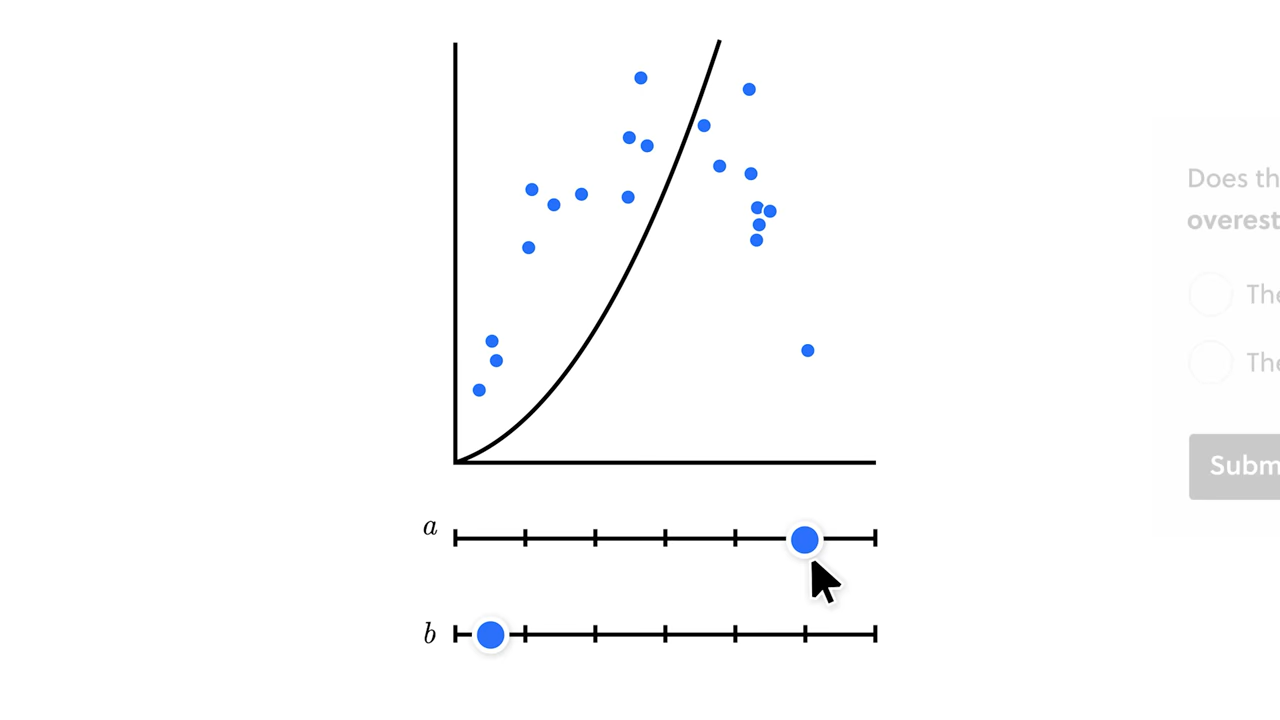 Does th
overest
The
The
Subm
a
b